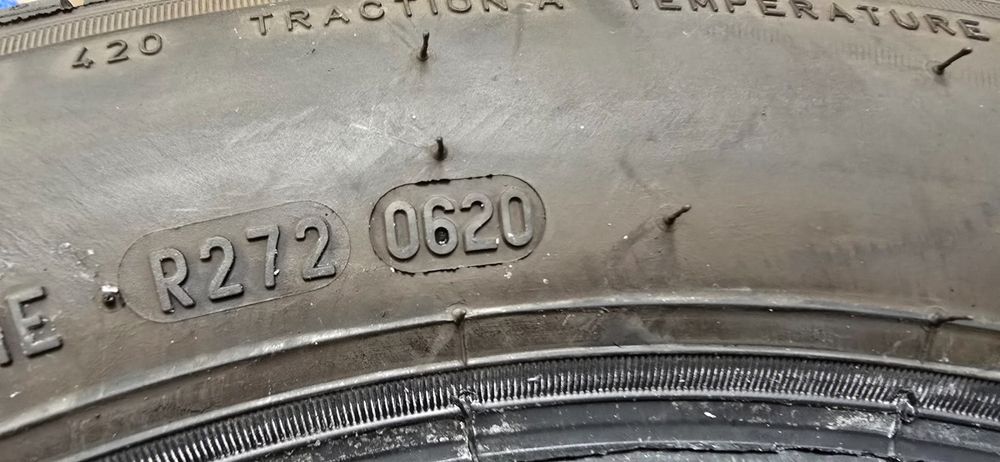 420 TRACTION A TEMPERATURE
R272 0620